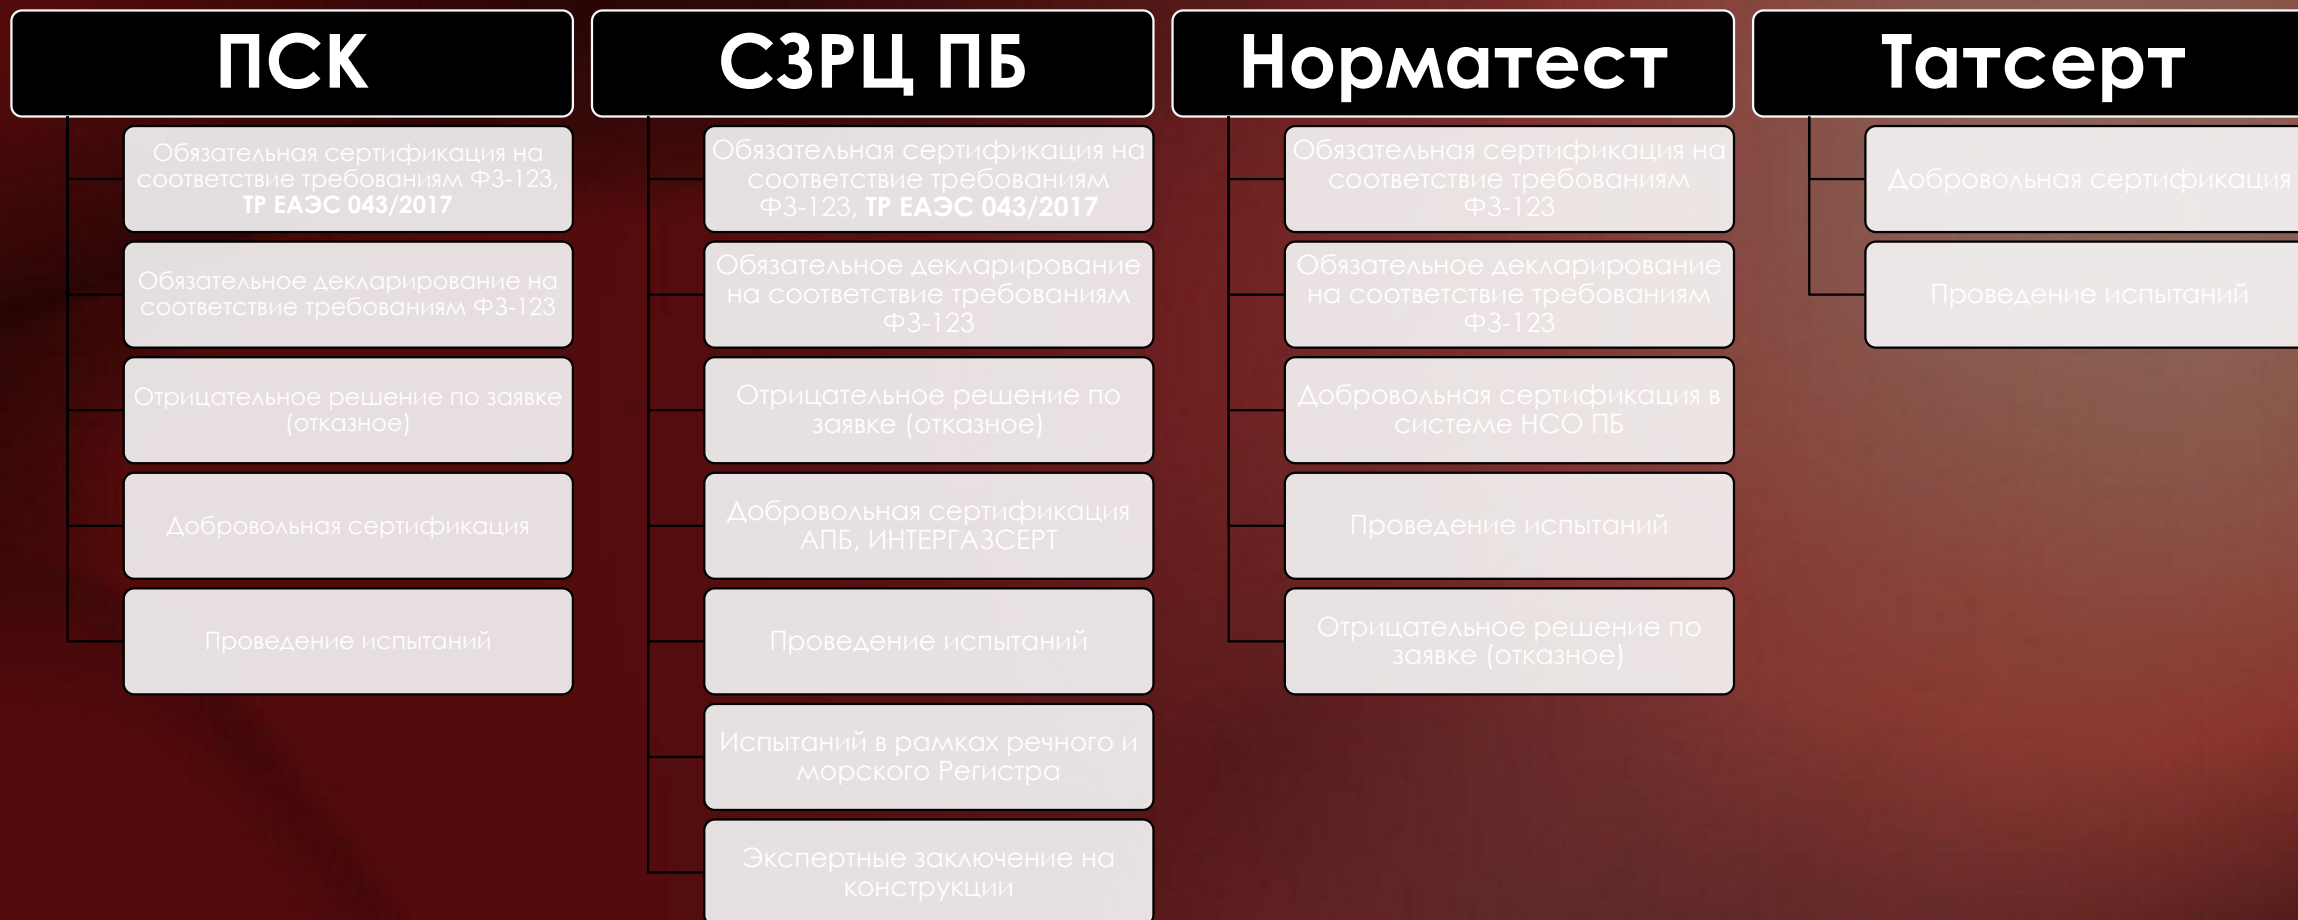 ПСК
Обязательная сертификация на
соответствие требованиям ФЗ-123,
ТР ЕАЭС 043/2017
Обязательное декларирование на
соответствие требованиям ФЗ-123
Отрицательное решение по заявке
(отказное)
Добровольная сертификация
Проведение испытаний
СЗРЦ ПБ
Обязательная сертификация на
соответствие требованиям
ФЗ-123, ТР ЕАЭС 043/2017
Обязательное декларирование
на соответствие требованиям
ФЗ-123
Отрицательное решение по
заявке (отказное)
Добровольная сертификация
АПБ, ИНТЕРГАЗСЕРТ
Проведение испытаний
Испытаний в рамках речного и
морского Регистра
Экспертные заключение на
конструкции
Норматест
Обязательная сертификация на
соответствие требованиям
ФЗ-123
Обязательное декларирование
на соответствие требованиям
ФЗ-123
Добровольная сертификация в
системе НСО ПБ
Проведение испытаний
Отрицательное решение по
заявке (отказное)
Татсерт
Добровольная сертификация
Проведение испытаний